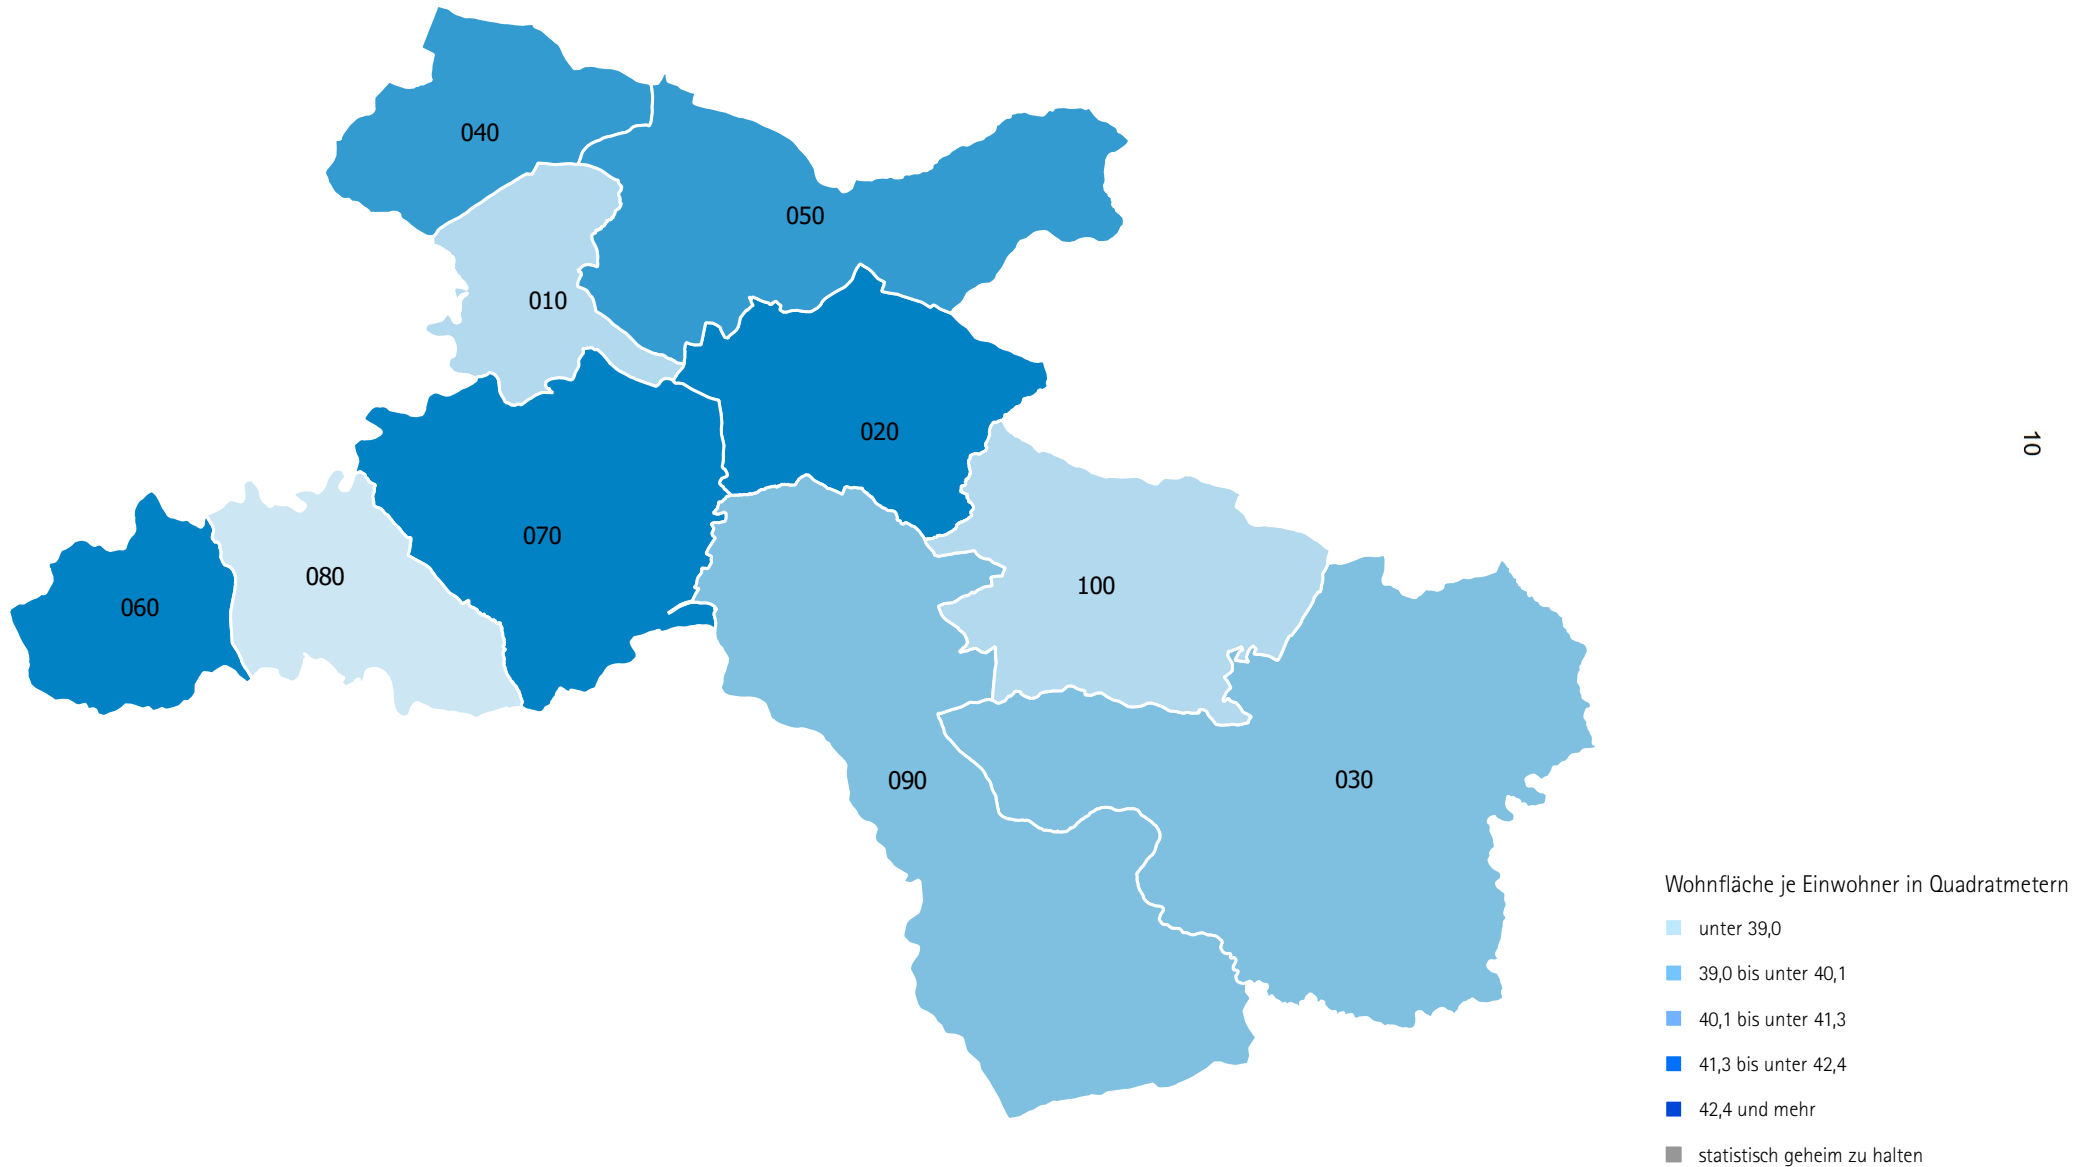 040
050
010
020
070
080
060
100
090
030
10
Wohnfläche je Einwohner in Quadratmetern
unter 39,0
39,0 bis unter 40,1
40,1 bis unter 41,3
41,3 bis unter 42,4
42,4 und mehr
statistisch geheim zu halten